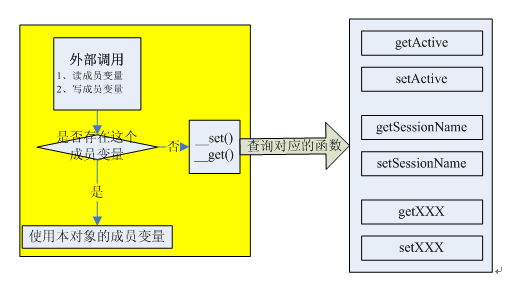 外部调用
1、读成员变量
2、写成员变量
是否存在这个
成员变量
否
__set()
__get()
查询对应的函数
是
使用本对象的成员变量
getActive
setActive
getSessionName
setSessionName
getXXX
setXXX